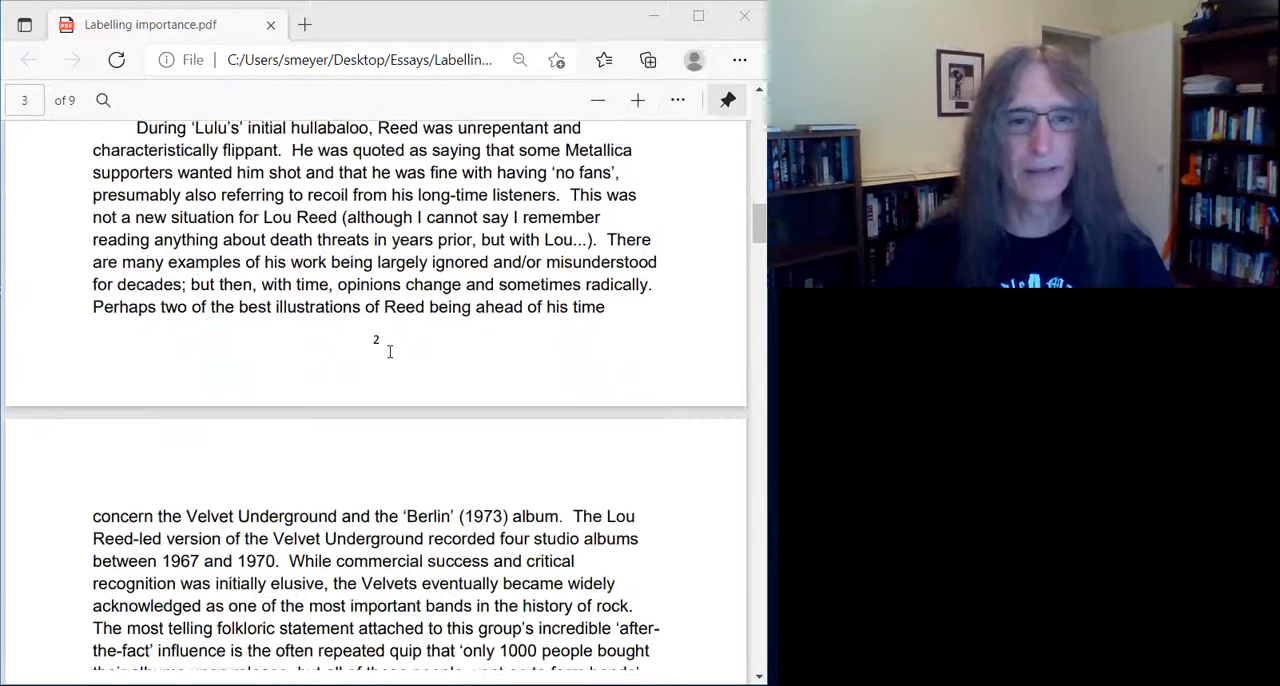 Labelling importance.pdf
File
C:/Users/smeyer/Desktop/Essays/Labellin...
3 of 9
During ‘Lulu’s’ initial hullabaloo, Reed was unrepentant and
characteristically flippant.  He was quoted as saying that some Metallica
supporters wanted him shot and that he was fine with having ‘no fans’,
presumably also referring to recoil from his long-time listeners.  This was
not a new situation for Lou Reed (although I cannot say I remember
reading anything about death threats in years prior, but with Lou...).  There
are many examples of his work being largely ignored and/or misunderstood
for decades; but then, with time, opinions change and sometimes radically.
Perhaps two of the best illustrations of Reed being ahead of his time
2
concern the Velvet Underground and the ‘Berlin’ (1973) album.  The Lou
Reed-led version of the Velvet Underground recorded four studio albums
between 1967 and 1970.  While commercial success and critical
recognition was initially elusive, the Velvets eventually became widely
acknowledged as one of the most important bands in the history of rock.
The most telling folkloric statement attached to this group’s incredible ‘after-
the-fact’ influence is the often repeated quip that ‘only 1000 people bought